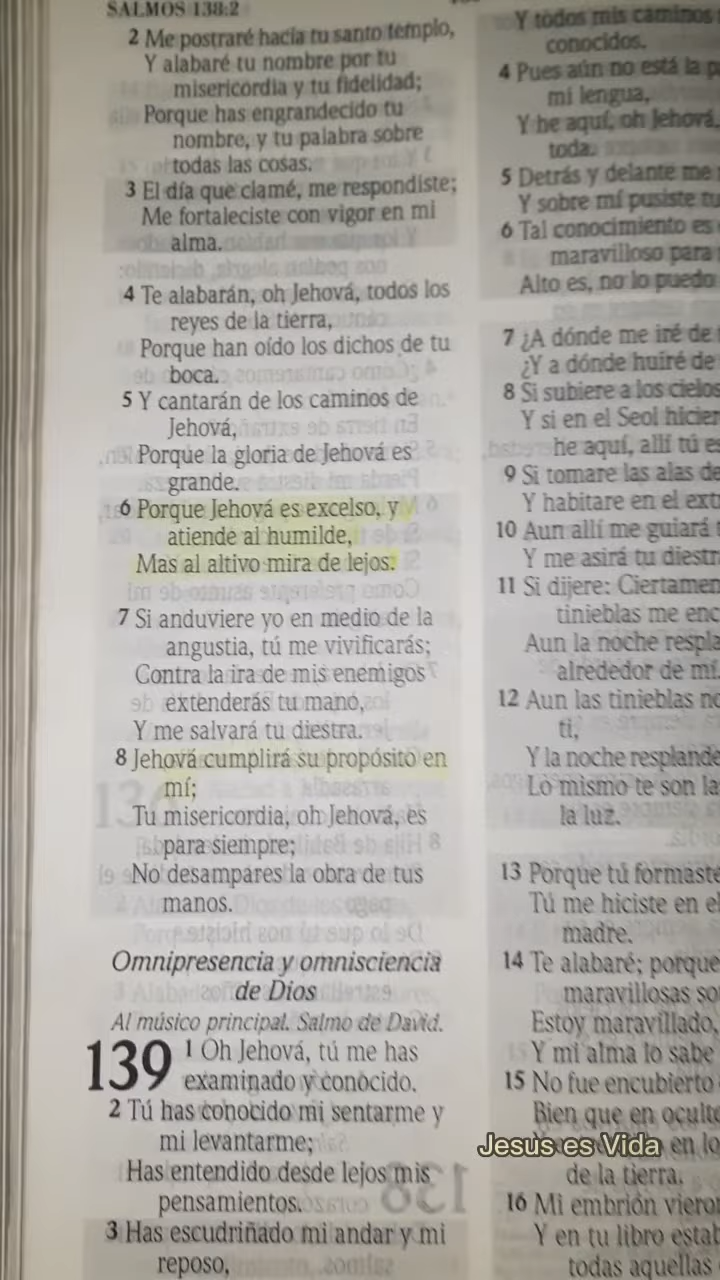 SALMOS 138:2
2 Me postraré hacia tu santo templo,
Y alabaré tu nombre por tu
misericordia y tu fidelidad;
Porque has engrandecido tu
nombre, y tu palabra sobre
todas las cosas.
3 El día que clamé, me respondiste;
Me fortaleciste con vigor en mi
alma.
4 Te alabarán, oh Jehová, todos los
reyes de la tierra,
Porque han oído los dichos de tu
boca.
5 Y cantarán de los caminos de
Jehová,
Porque la gloria de Jehová es
grande.
6 Porque Jehová es excelso, y
atiende al humilde,
Mas al altivo mira de lejos.
7 Si anduviere yo en medio de la
angustia, tú me vivificarás;
Contra la ira de mis enemigos
extenderás tu mano,
Y me salvará tu diestra.
8 Jehová cumplirá su propósito en
mí;
Tu misericordia, oh Jehová, es
para siempre;
No desampares la obra de tus
manos.
Omnipresencia y omnisciencia
de Dios
Al músico principal. Salmo de David.
139 1 Oh Jehová, tú me has
examinado y conocido.
2 Tú has conocido mi sentarme y
mi levantarme;
Has entendido desde lejos mis
pensamientos.
3 Has escudriñado mi andar y mi
reposo,
Y todos mis caminos
conocidos.
4 Pues aún no está la
mi lengua,
Y he aquí, oh Jehová,
toda.
5 Detrás y delante me
Y sobre mí pusiste
6 Tal conocimiento es
maravilloso para
Alto es, no lo puedo
7 ¿A dónde me iré de
¿Y a dónde huiré de
8 Si subiere a los cielos
Y si en el Seol
he aquí, allí tú
9 Si tomare las alas de
Y habitare en el
10 Aun allí me guiará
Y me asirá tu
11 Si dijere:
tinieblas me
Aun la noche
alrededor de mí.
12 Aun las tinieblas
ti,
Y la noche
Lo mismo te son
la luz.
13 Porque tú
Tú me hiciste en
madre.
14 Te alabaré; porque
maravillosas
Estoy maravillado,
Y mi alma lo sabe
15 No fue encubierto
Bien que en
en lo
de la tierra.
16 Mi embrión
Y en tu libro
todas aquellas
Jesus es Vida